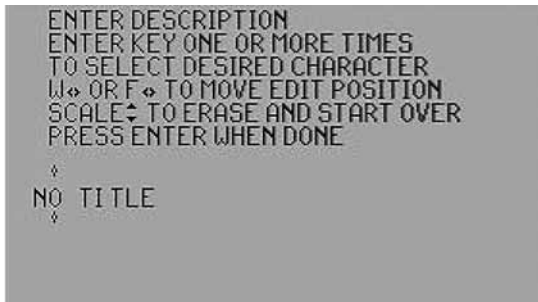 ENTER DESCRIPTION
ENTER KEY ONE OR MORE TIMES
TO SELECT DESIRED CHARACTER
W‹› OR F‹› TO MOVE EDIT POSITION
SCALE▲▼ TO ERASE AND START OVER
PRESS ENTER WHEN DONE
NO TITLE